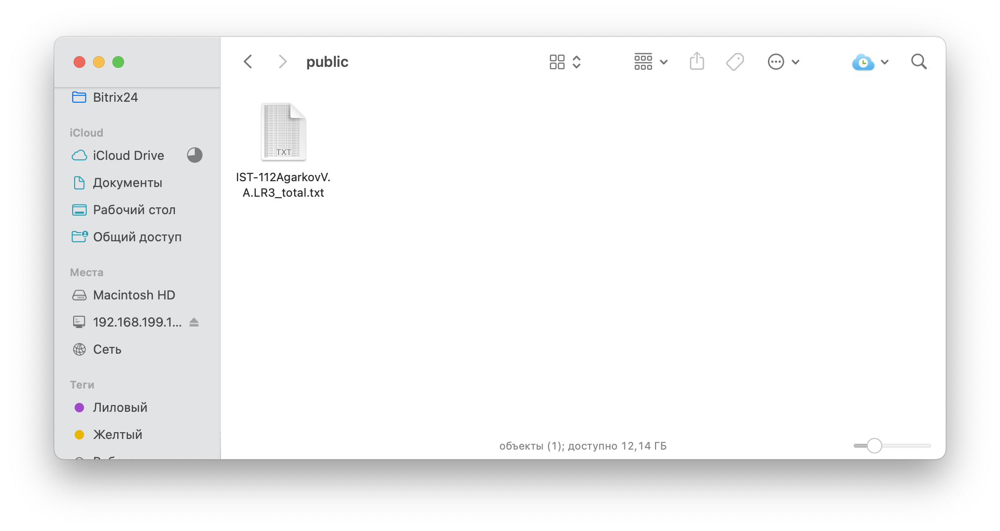 public
Bitrix24
iCloud
iCloud Drive
Документы
Рабочий стол
Общий доступ
Места
Macintosh HD
192.168.199.1...
Сеть
Теги
Лиловый
Желтый
TXT
IST-112AgarkovV.
A.LR3_total.txt
объекты (1); доступно 12,14 ГБ